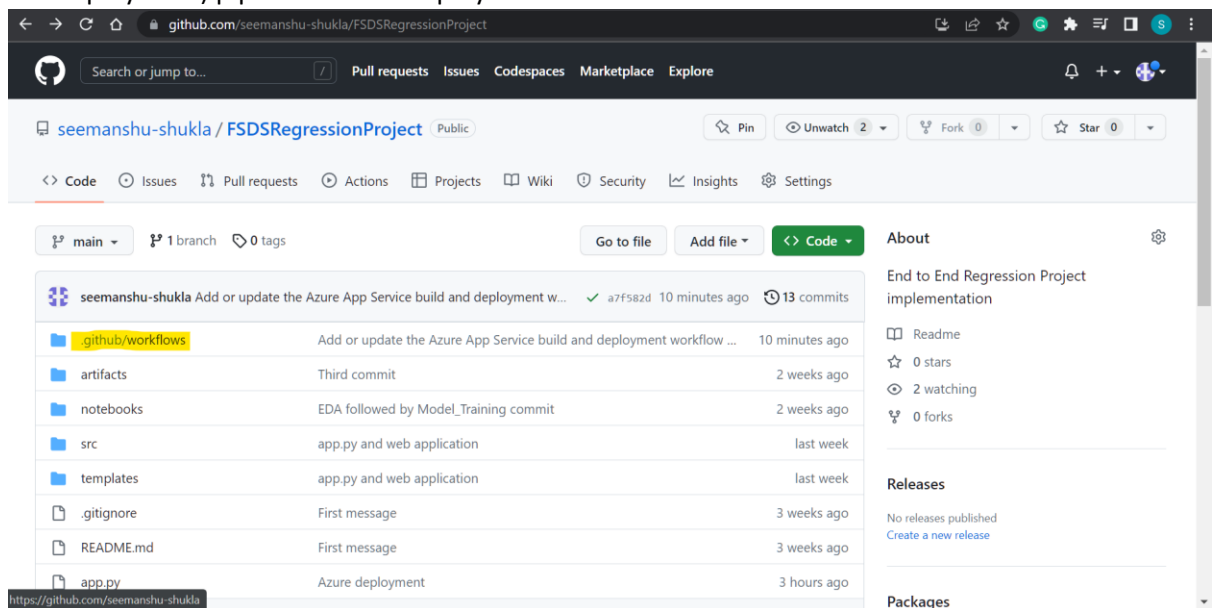 github.com/seemanshu-shukla/FSDSRegressionProject
S
Search or jump to... / Pull requests Issues Codespaces Marketplace Explore
seemanshu-shukla / FSDSRegressionProject Public
Pin Unwatch 2 Fork 0 Star 0
Code Issues Pull requests Actions Projects Wiki Security Insights Settings
main 1 branch 0 tags Go to file Add file Code
seemanshu-shukla Add or update the Azure App Service build and deployment w... a7f582d 10 minutes ago 13 commits
.github/workflows Add or update the Azure App Service build and deployment workflow ... 10 minutes ago
artifacts Third commit 2 weeks ago
notebooks EDA followed by Model_Training commit 2 weeks ago
src app.py and web application last week
templates app.py and web application last week
.gitignore First message 3 weeks ago
README.md First message 3 weeks ago
app.py Azure deployment 3 hours ago
https://github.com/seemanshu-shukla
About
End to End Regression Project
implementation
Readme
0 stars
2 watching
0 forks
Releases
No releases published
Create a new release
Packages